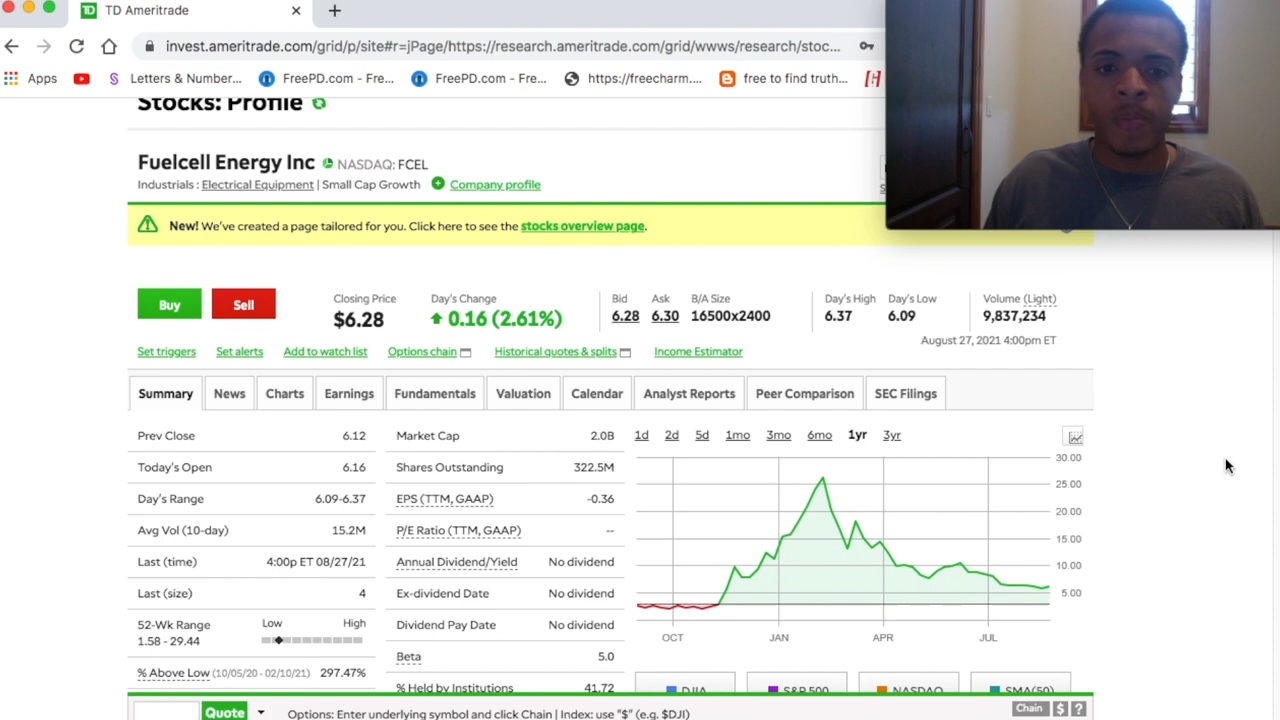 TD Ameritrade
invest.ameritrade.com/grid/p/site#r=jPage/https://research.ameritrade.com/grid/wwws/research/stoc...
Apps Letters & Number... FreePD.com - Fre... FreePD.com - Fre... https://freecharm.... free to find truth...
Stocks: Profile
Fuelcell Energy Inc NASDAQ: FCEL
Industrials : Electrical Equipment | Small Cap Growth Company profile
New! We've created a page tailored for you. Click here to see the stocks overview page.
Buy Sell
Closing Price Day's Change Bid Ask B/A Size Day's High Day's Low Volume (Light)
$6.28 0.16 (2.61%) 6.28 6.30 16500x2400 6.37 6.09 9,837,234
August 27, 2021 4:00pm ET
Set triggers Set alerts Add to watch list Options chain Historical quotes & splits Income Estimator
Summary News Charts Earnings Fundamentals Valuation Calendar Analyst Reports Peer Comparison SEC Filings
Prev Close 6.12 Market Cap 2.0B 1d 2d 5d 1mo 3mo 6mo 1yr 3yr
Today's Open 6.16 Shares Outstanding 322.5M
Day's Range 6.09-6.37 EPS (TTM, GAAP) -0.36
Avg Vol (10-day) 15.2M P/E Ratio (TTM, GAAP) --
Last (time) 4:00p ET 08/27/21 Annual Dividend/Yield No dividend
Last (size) 4 Ex-dividend Date No dividend
52-Wk Range Low High Dividend Pay Date No dividend
1.58 - 29.44
Beta 5.0
% Above Low (10/05/20 - 02/10/21) 297.47%
% Held by Institutions 41.72
30.00
25.00
20.00
15.00
10.00
5.00
OCT JAN APR JUL
DJIA S&P 500 NASDAQ SMA(50)
Quote Options: Enter underlying symbol and click Chain | Index: use "$" (e.g. $DJI) Chain $ ?